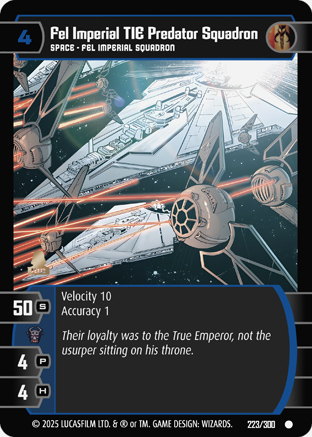 4
Fel Imperial TIE Predator Squadron
SPACE - FEL IMPERIAL SQUADRON
50 S
Velocity 10
Accuracy 1
Their loyalty was to the True Emperor, not the
usurper sitting on his throne.
4 P
4 H
© 2025 LUCASFILM LTD. & ® or TM. GAME DESIGN: WIZARDS.
223/300